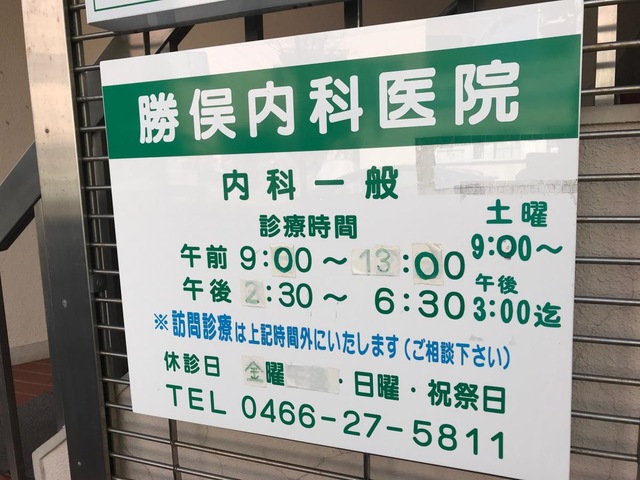 勝俣内科医院
内科一般
診療時間
午前 9:00～13:00
午後 2:30～ 6:30
土曜
9:00～
午後
3:00迄
※訪問診療は上記時間外にいたします(ご相談下さい)
休診日 金曜・日曜・祝祭日
TEL 0466-27-5811